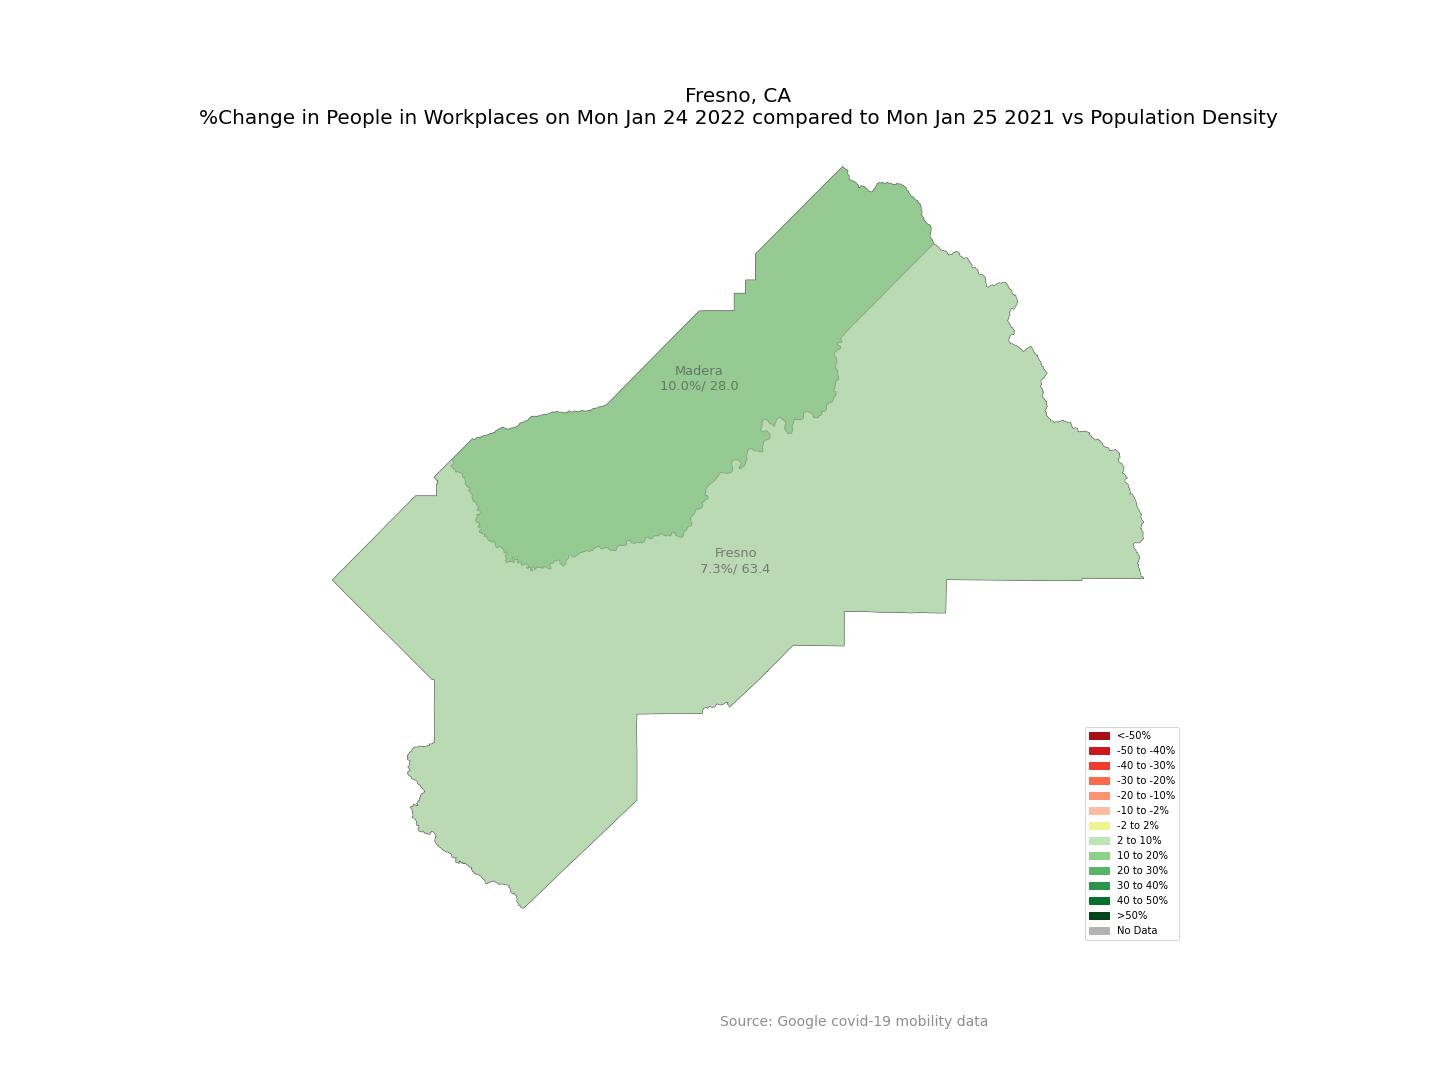 Fresno, CA
%Change in People in Workplaces on Mon Jan 24 2022 compared to Mon Jan 25 2021 vs Population Density
Madera
10.0%/ 28.0
Fresno
7.3%/ 63.4
<-50%
-50 to -40%
-40 to -30%
-30 to -20%
-20 to -10%
-10 to -2%
-2 to 2%
2 to 10%
10 to 20%
20 to 30%
30 to 40%
40 to 50%
>50%
No Data
Source: Google covid-19 mobility data